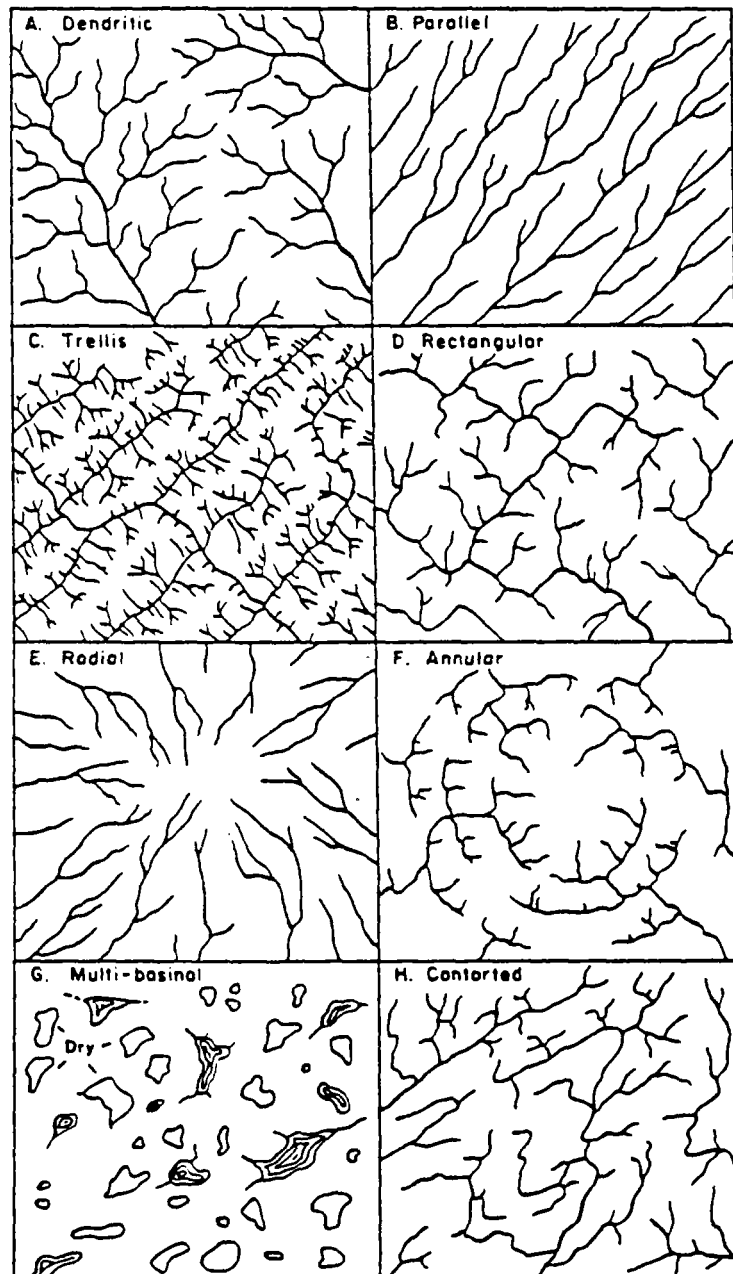 A. Dendritic
B. Parallel
C. Trellis
D Rectangular
E. Radial
F. Annular
G. Multi-basinal
Dry
H. Contorted